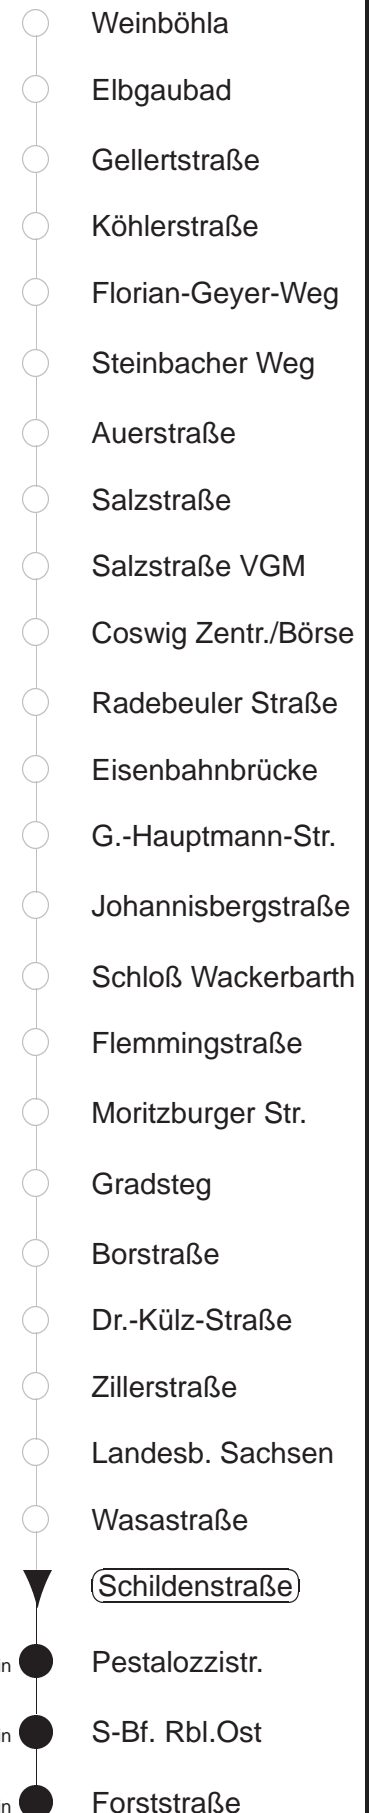 Weinböhla
Elbgaubad
Gellertstraße
Köhlerstraße
Florian-Geyer-Weg
Steinbacher Weg
Auerstraße
Salzstraße
Salzstraße VGM
Coswig Zentr./Börse
Radebeuler Straße
Eisenbahnbrücke
G.-Hauptmann-Str.
Johannisbergstraße
Schloß Wackerbarth
Flemmingstraße
Moritzburger Str.
Gradsteg
Borstraße
Dr.-Külz-Straße
Zillerstraße
Landesb. Sachsen
Wasastraße
Schildenstraße
Pestalozzistr.
S-Bf. Rbl.Ost
Forststraße